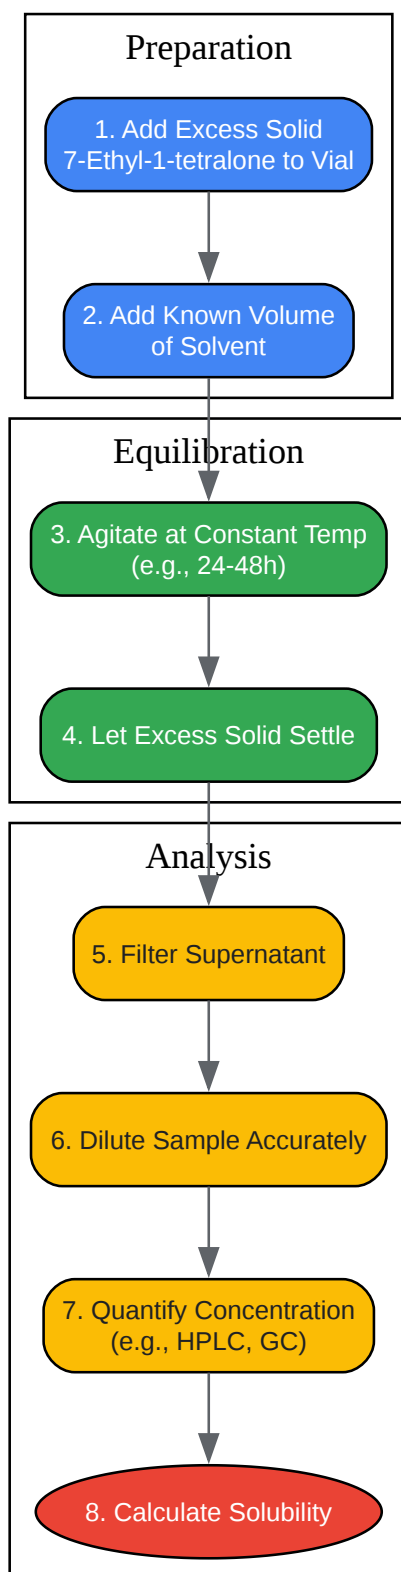 Preparation
1. Add Excess Solid
7-Ethyl-1-tetralone to Vial
2. Add Known Volume
of Solvent
Equilibration
3. Agitate at Constant Temp
(e.g., 24-48h)
4. Let Excess Solid Settle
Analysis
5. Filter Supernatant
6. Dilute Sample Accurately
7. Quantify Concentration
(e.g., HPLC, GC)
8. Calculate Solubility